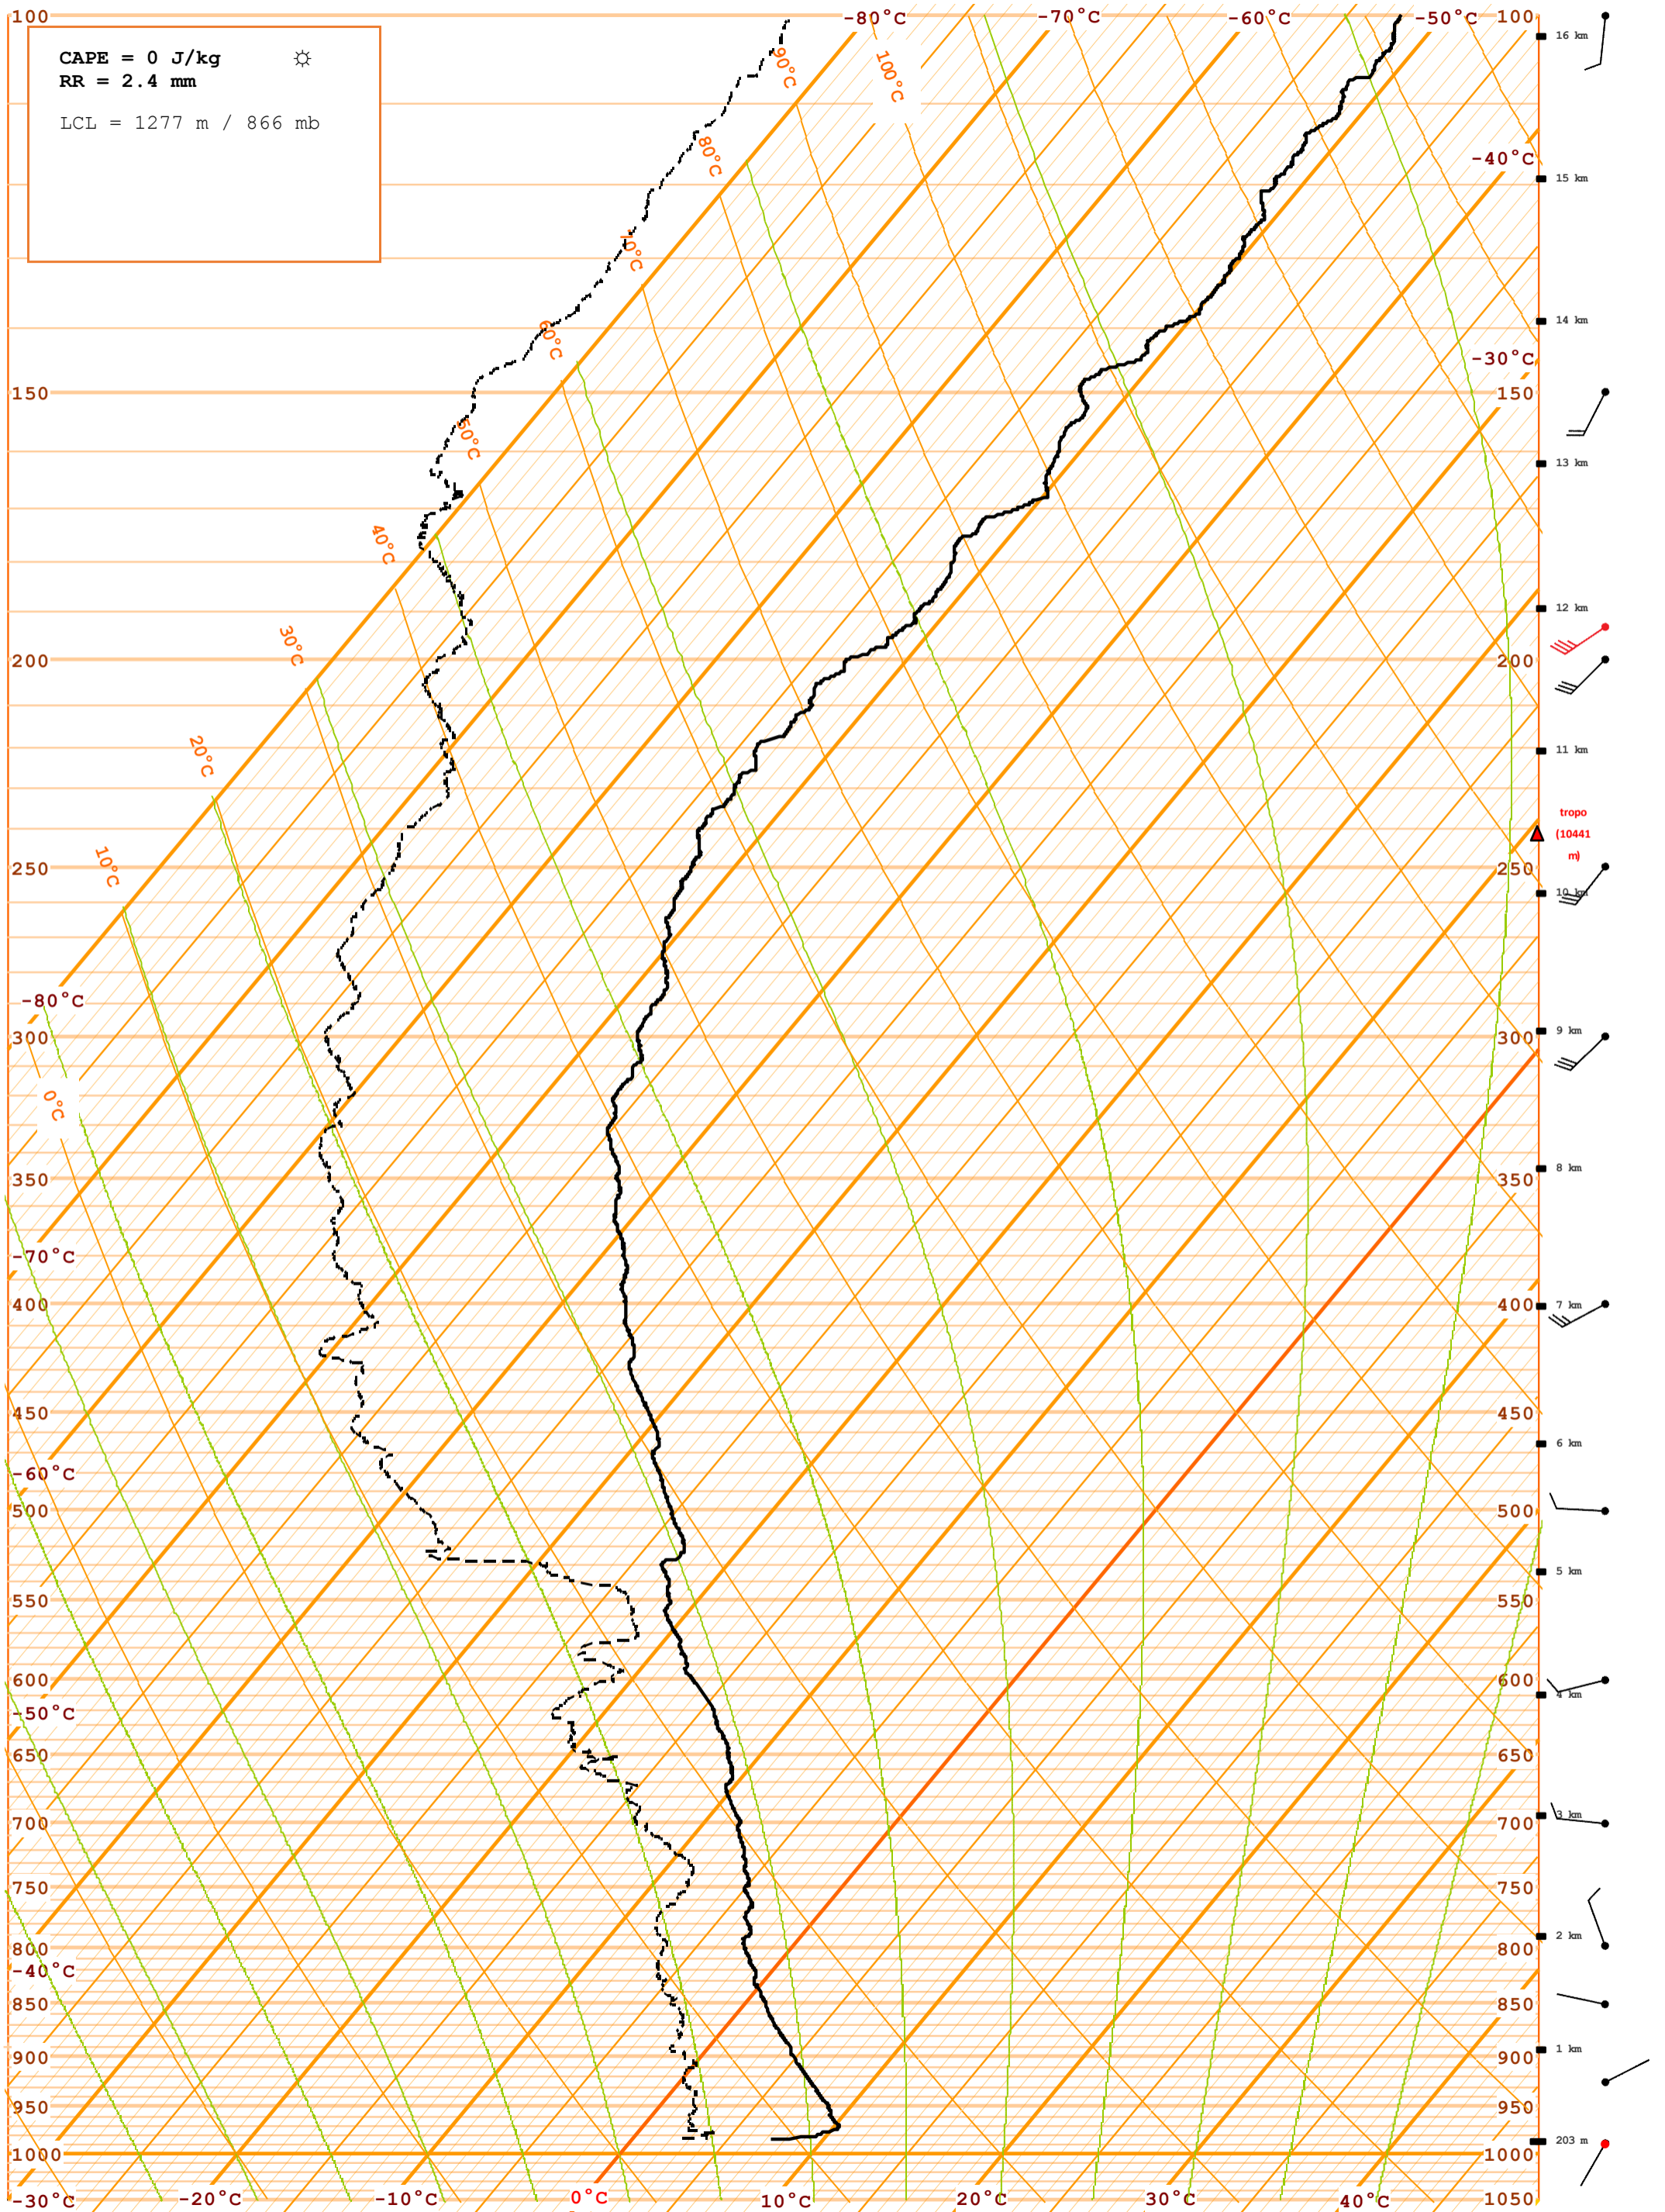 100 -80°C -70°C -60°C -50°C 100
16 km
CAPE = 0 J/kg ☼
RR = 2.4 mm
LCL = 1277 m / 866 mb
90°C 100°C
80°C -40°C
15 km
70°C
14 km
60°C -30°C
150 150
50°C 13 km
40°C
12 km
30°C
200 200
20°C 11 km
tropo
(10441
m)
10°C
250 250
10 km
-80°C
300 300
9 km
0°C
8 km
350 350
-70°C
400 400
7 km
450 450
6 km
-60°C
500 500
5 km
550 550
600 600
4 km
-50°C
650 650
3 km
700 700
750 750
2 km
800 800
-40°C
850 850
1 km
900 900
950 950
203 m
1000 1000
-30°C -20°C -10°C 0°C 10°C 20°C 30°C 40°C 1050